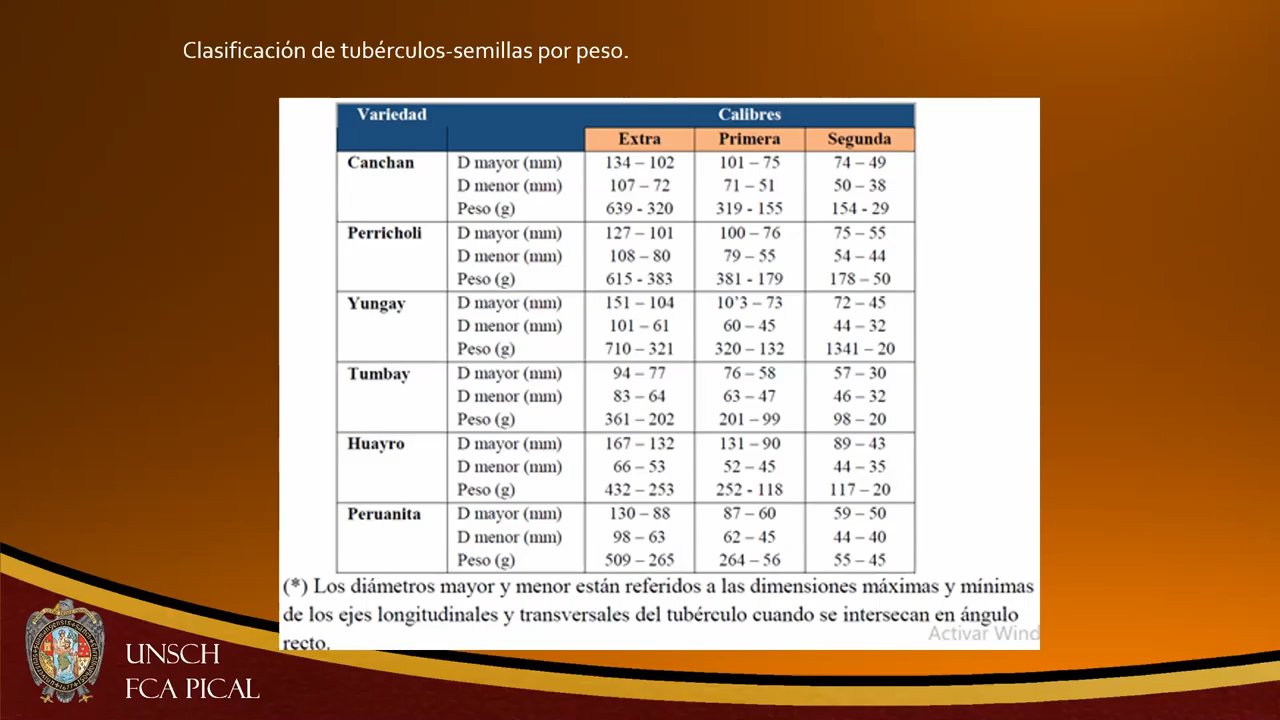 Clasificación de tubérculos-semillas por peso.
Variedad Calibres
Extra Primera Segunda
Canchan D mayor (mm) 134 – 102 101 – 75 74 – 49
D menor (mm) 107 – 72 71 – 51 50 – 38
Peso (g) 639 - 320 319 - 155 154 - 29
Perricholi D mayor (mm) 127 – 101 100 – 76 75 – 55
D menor (mm) 108 – 80 79 – 55 54 – 44
Peso (g) 615 - 383 381 - 179 178 – 50
Yungay D mayor (mm) 151 – 104 10’3 – 73 72 – 45
D menor (mm) 101 – 61 60 – 45 44 – 32
Peso (g) 710 – 321 320 – 132 1341 – 20
Tumbay D mayor (mm) 94 – 77 76 – 58 57 – 30
D menor (mm) 83 – 64 63 – 47 46 – 32
Peso (g) 361 – 202 201 – 99 98 – 20
Huayro D mayor (mm) 167 – 132 131 – 90 89 – 43
D menor (mm) 66 – 53 52 – 45 44 – 35
Peso (g) 432 – 253 252 - 118 117 – 20
Peruanita D mayor (mm) 130 – 88 87 – 60 59 – 50
D menor (mm) 98 – 63 62 – 45 44 – 40
Peso (g) 509 – 265 264 – 56 55 – 45
(*) Los diámetros mayor y menor están referidos a las dimensiones máximas y mínimas
de los ejes longitudinales y transversales del tubérculo cuando se intersecan en ángulo
recto.
Activar Wind
UNSCH
FCA PICAL